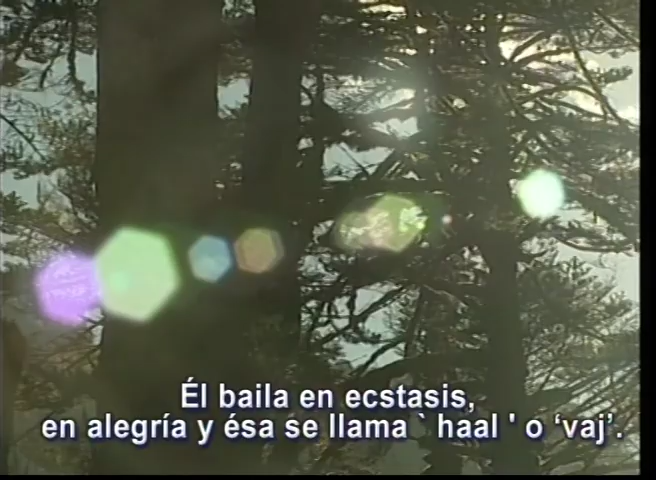 Él baila en ecstasis,
en alegría y ésa se llama ` haal ' o ‘vaj’.